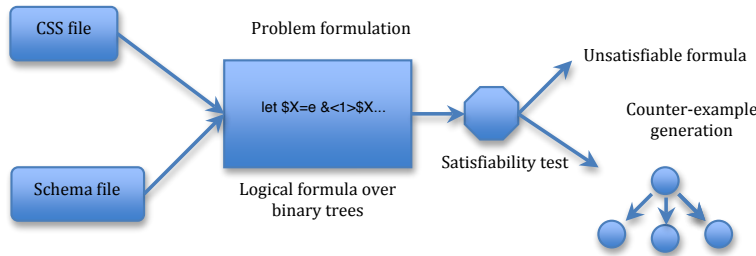 CSS file
Problem formulation
Unsatisfiable formula
let $X=e &<1>$X...
Counter-example
generation
Satisfiability test
Schema file
Logical formula over
binary trees